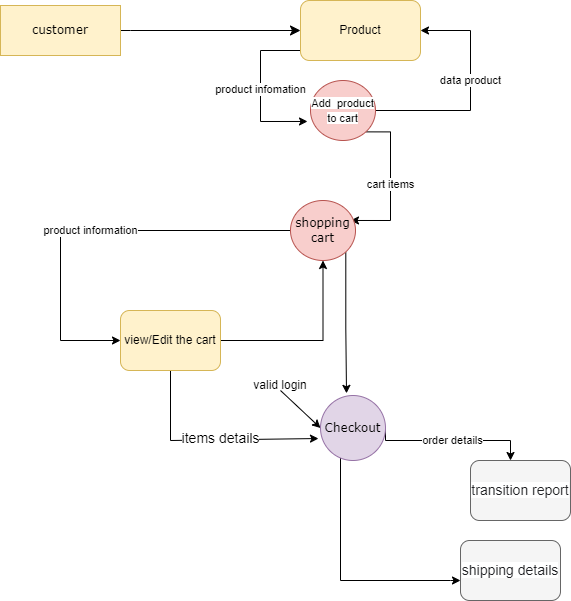 customer
Product
product infomation
data product
Add product
to cart
cart items
shopping
cart
product information
view/Edit the cart
valid login
Checkout
items details
order details
transition report
shipping details